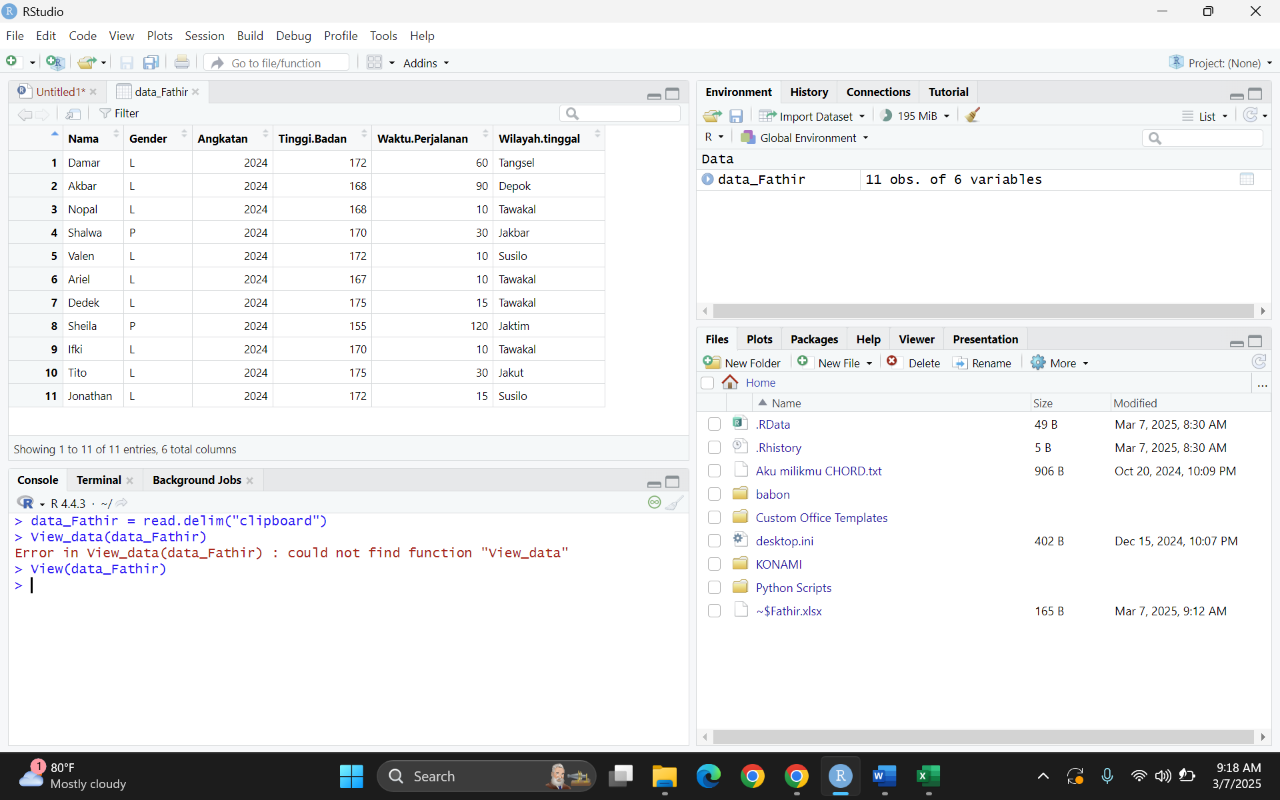 RStudio
File Edit Code View Plots Session Build Debug Profile Tools Help
Go to file/function Addins Project: (None)
Untitled1* data_Fathir
Filter
Nama Gender Angkatan Tinggi.Badan Waktu.Perjalanan Wilayah.tinggal
1 Damar L 2024 172 60 Tangsel
2 Akbar L 2024 168 90 Depok
3 Nopal L 2024 168 10 Tawakal
4 Shalwa P 2024 170 30 Jakbar
5 Valen L 2024 172 10 Susilo
6 Ariel L 2024 167 10 Tawakal
7 Dedek L 2024 175 15 Tawakal
8 Sheila P 2024 155 120 Jaktim
9 Ifki L 2024 170 10 Tawakal
10 Tito L 2024 175 30 Jakut
11 Jonathan L 2024 172 15 Susilo
Showing 1 to 11 of 11 entries, 6 total columns
Console Terminal Background Jobs
R 4.4.3 · ~/
> data_Fathir = read.delim("clipboard")
> View_data(data_Fathir)
Error in View_data(data_Fathir) : could not find function "View_data"
> View(data_Fathir)
>
Environment History Connections Tutorial
Import Dataset 195 MiB List
R Global Environment
Data
data_Fathir 11 obs. of 6 variables
Files Plots Packages Help Viewer Presentation
New Folder New File Delete Rename More
Home ...
Name Size Modified
.RData 49 B Mar 7, 2025, 8:30 AM
.Rhistory 5 B Mar 7, 2025, 8:30 AM
Aku milikmu CHORD.txt 906 B Oct 20, 2024, 10:09 PM
babon
Custom Office Templates
desktop.ini 402 B Dec 15, 2024, 10:07 PM
KONAMI
Python Scripts
~$Fathir.xlsx 165 B Mar 7, 2025, 9:12 AM
1 80°F
Mostly cloudy
Search
9:18 AM
3/7/2025